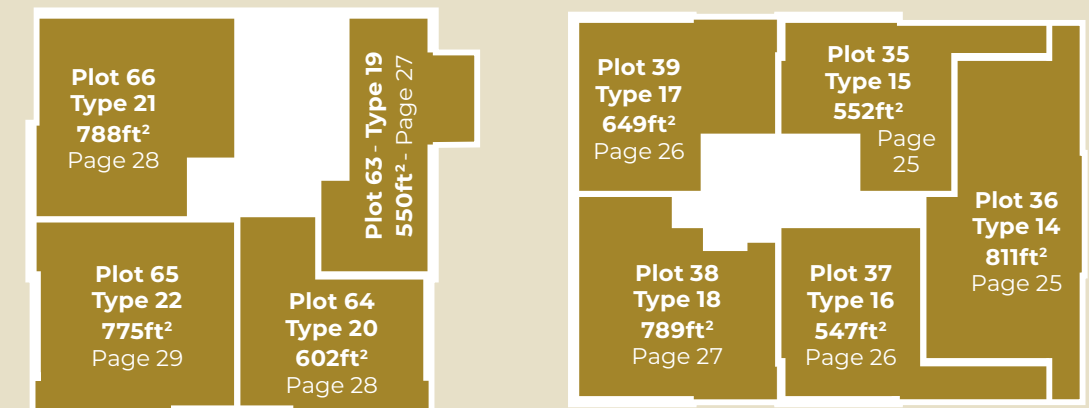 Plot 66
Type 21
788ft²
Page 28
Plot 63 - Type 19
550ft² - Page 27
Plot 65
Type 22
775ft²
Page 29
Plot 64
Type 20
602ft²
Page 28
Plot 39
Type 17
649ft²
Page 26
Plot 35
Type 15
552ft²
Page
25
Plot 36
Type 14
811ft²
Page 25
Plot 38
Type 18
789ft²
Page 27
Plot 37
Type 16
547ft²
Page 26